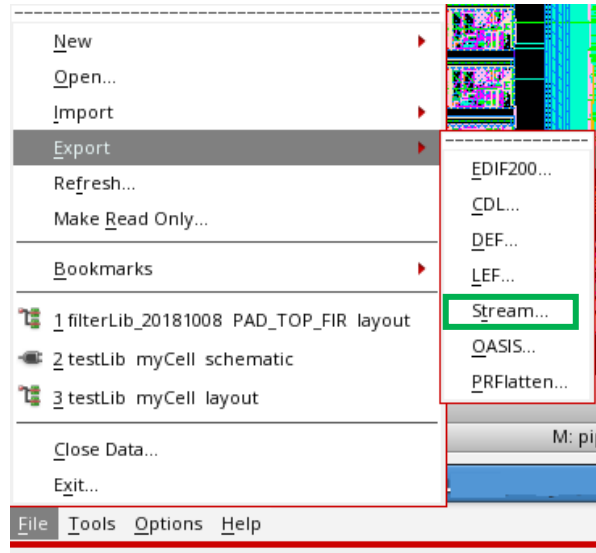 New
Open...
Import
Export
Refresh...
Make Read Only...
Bookmarks
1 filterLib_20181008 PAD_TOP_FIR layout
2 testLib myCell schematic
3 testLib myCell layout
Close Data...
Exit...
File Tools Options Help
EDIF200...
CDL...
DEF...
LEF...
Stream...
OASIS...
PRFlatten...
M: pi